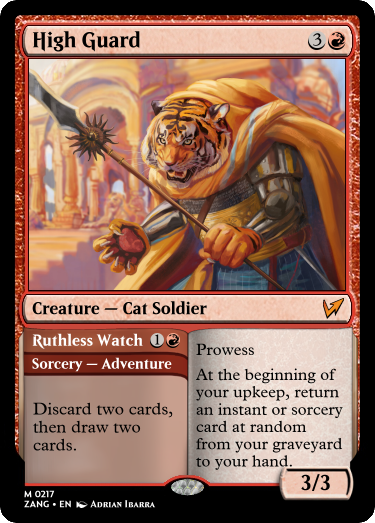 High Guard 3
Creature — Cat Soldier
Ruthless Watch 1
Sorcery — Adventure
Discard two cards,
then draw two
cards.
Prowess
At the beginning of
your upkeep, return
an instant or sorcery
card at random
from your graveyard
to your hand.
3/3
M 0217
ZANG • EN Adrian Ibarra